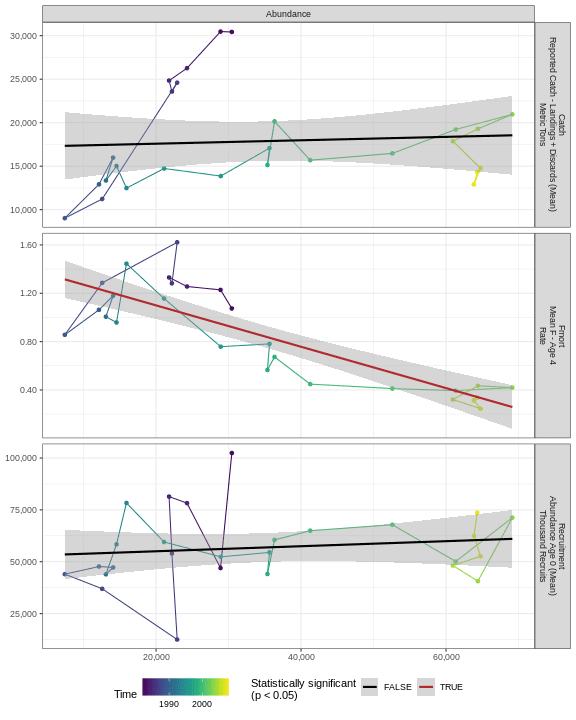 Abundance
30,000
25,000
20,000
15,000
10,000
Catch
Reported Catch - Landings + Discards (Mean)
Metric Tons
1.60
1.20
0.80
0.40
Fmort
Mean F - Age 4
Rate
100,000
75,000
50,000
25,000
Recruitment
Abundance Age 0 (Mean)
Thousand Recruits
20,000 40,000 60,000
Time
1990 2000
Statistically significant
(p < 0.05)
FALSE TRUE